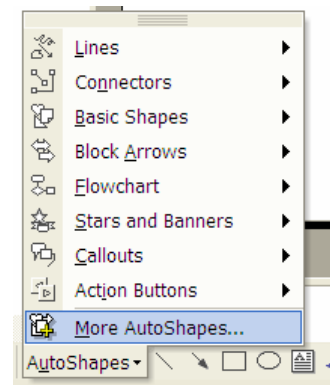 Lines
Connectors
Basic Shapes
Block Arrows
Flowchart
Stars and Banners
Callouts
Action Buttons
More AutoShapes...
AutoShapes